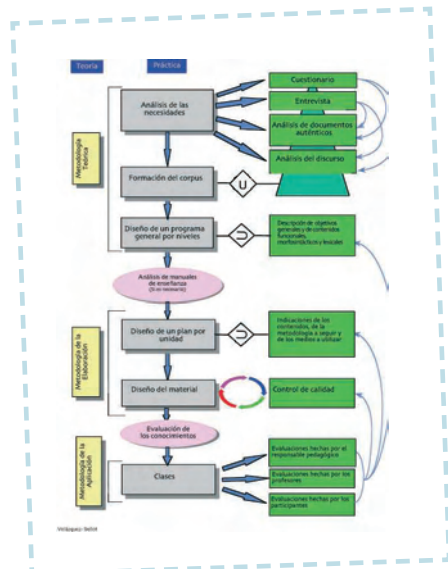 Teoría
Práctica
Análisis de las
necesidades
Cuestionario
Entrevista
Análisis de documentos
auténticos
Análisis del discurso
Metodología
Teórica
Formación del corpus
U
Diseño de un programa
general por niveles
Descripción de objetivos
generales y de contenidos
funcionales,
morfosintácticos y lexicales
Análisis de manuales
de enseñanza
(Si es necesario)
Metodología de la
Elaboración
Diseño de un plan por
unidad
Indicaciones de los
contenidos, de la
metodología a seguir y
de los medios a utilizar
Diseño del material
Control de calidad
Evaluación de
los conocimientos
Metodología de la
Aplicación
Clases
Evaluaciones hechas por el
responsable pedagógico
Evaluaciones hechas por los
profesores
Evaluaciones hechas por los
participantes